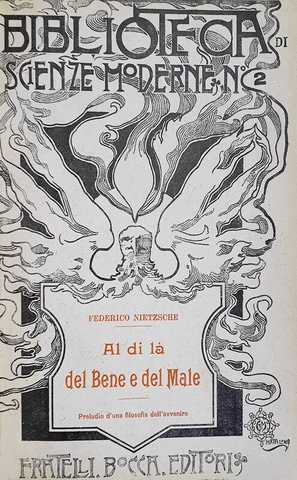 BIBLIOTECA DI
SCIENZE MODERNE. N.º 2
FEDERICO NIETZSCHE
Al di là
del Bene e del Male
Preludio d'una filosofia dell'avvenire
FRATELLI. BOCCA. EDITORI